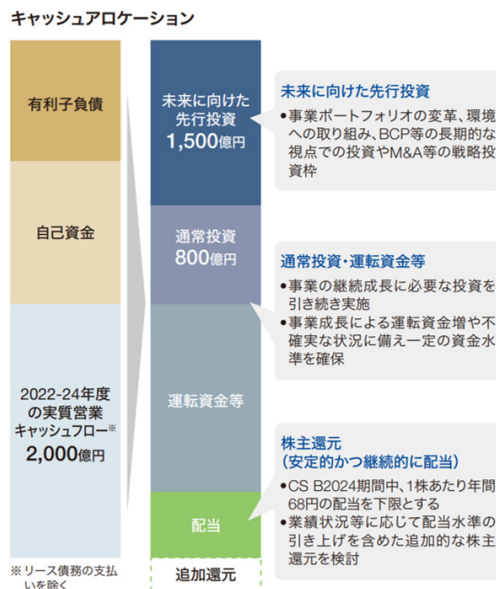 キャッシュアロケーション
有利子負債
自己資金
2022-24年度
の実質営業
キャッシュフロー※
2,000億円
※リース債務の支払
いを除く
未来に向けた
先行投資
1,500億円
通常投資
800億円
運転資金等
配当
追加還元
未来に向けた先行投資
•事業ポートフォリオの変革、環境
への取り組み、BCP等の長期的な
視点での投資やM&A等の戦略投
資枠
通常投資・運転資金等
•事業の継続成長に必要な投資を
引き続き実施
•事業成長による運転資金増や不
確実な状況に備え一定の資金水
準を確保
株主還元
（安定的かつ継続的に配当）
•CS B2024期間中、1株あたり年間
68円の配当を下限とする
•業績状況等に応じて配当水準の
引き上げを含めた追加的な株主
還元を検討